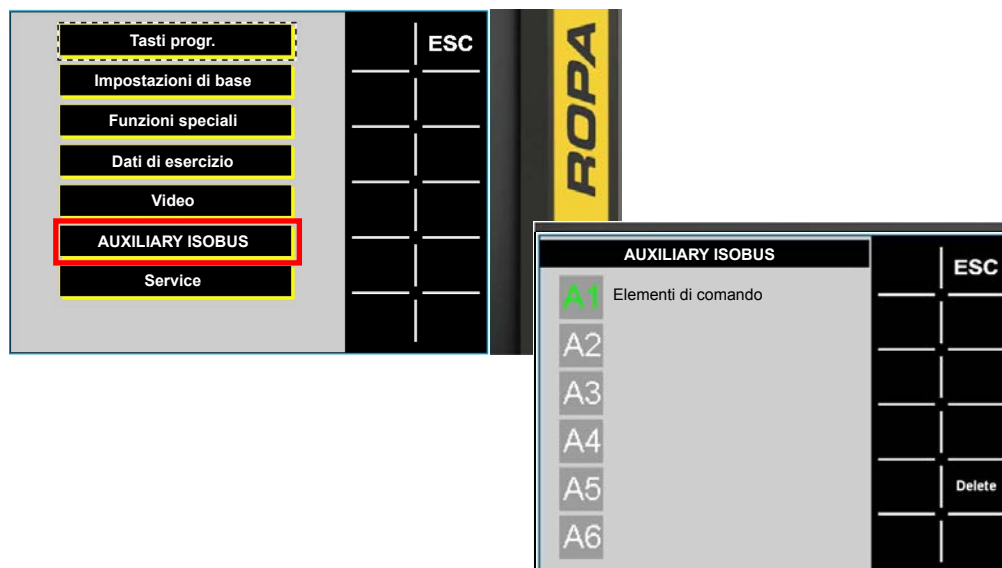 Tasti progr.
ESC
Impostazioni di base
Funzioni speciali
Dati di esercizio
Video
AUXILIARY ISOBUS
Service
ROPA
AUXILIARY ISOBUS
ESC
A1 Elementi di comando
A2
A3
A4
A5
Delete
A6